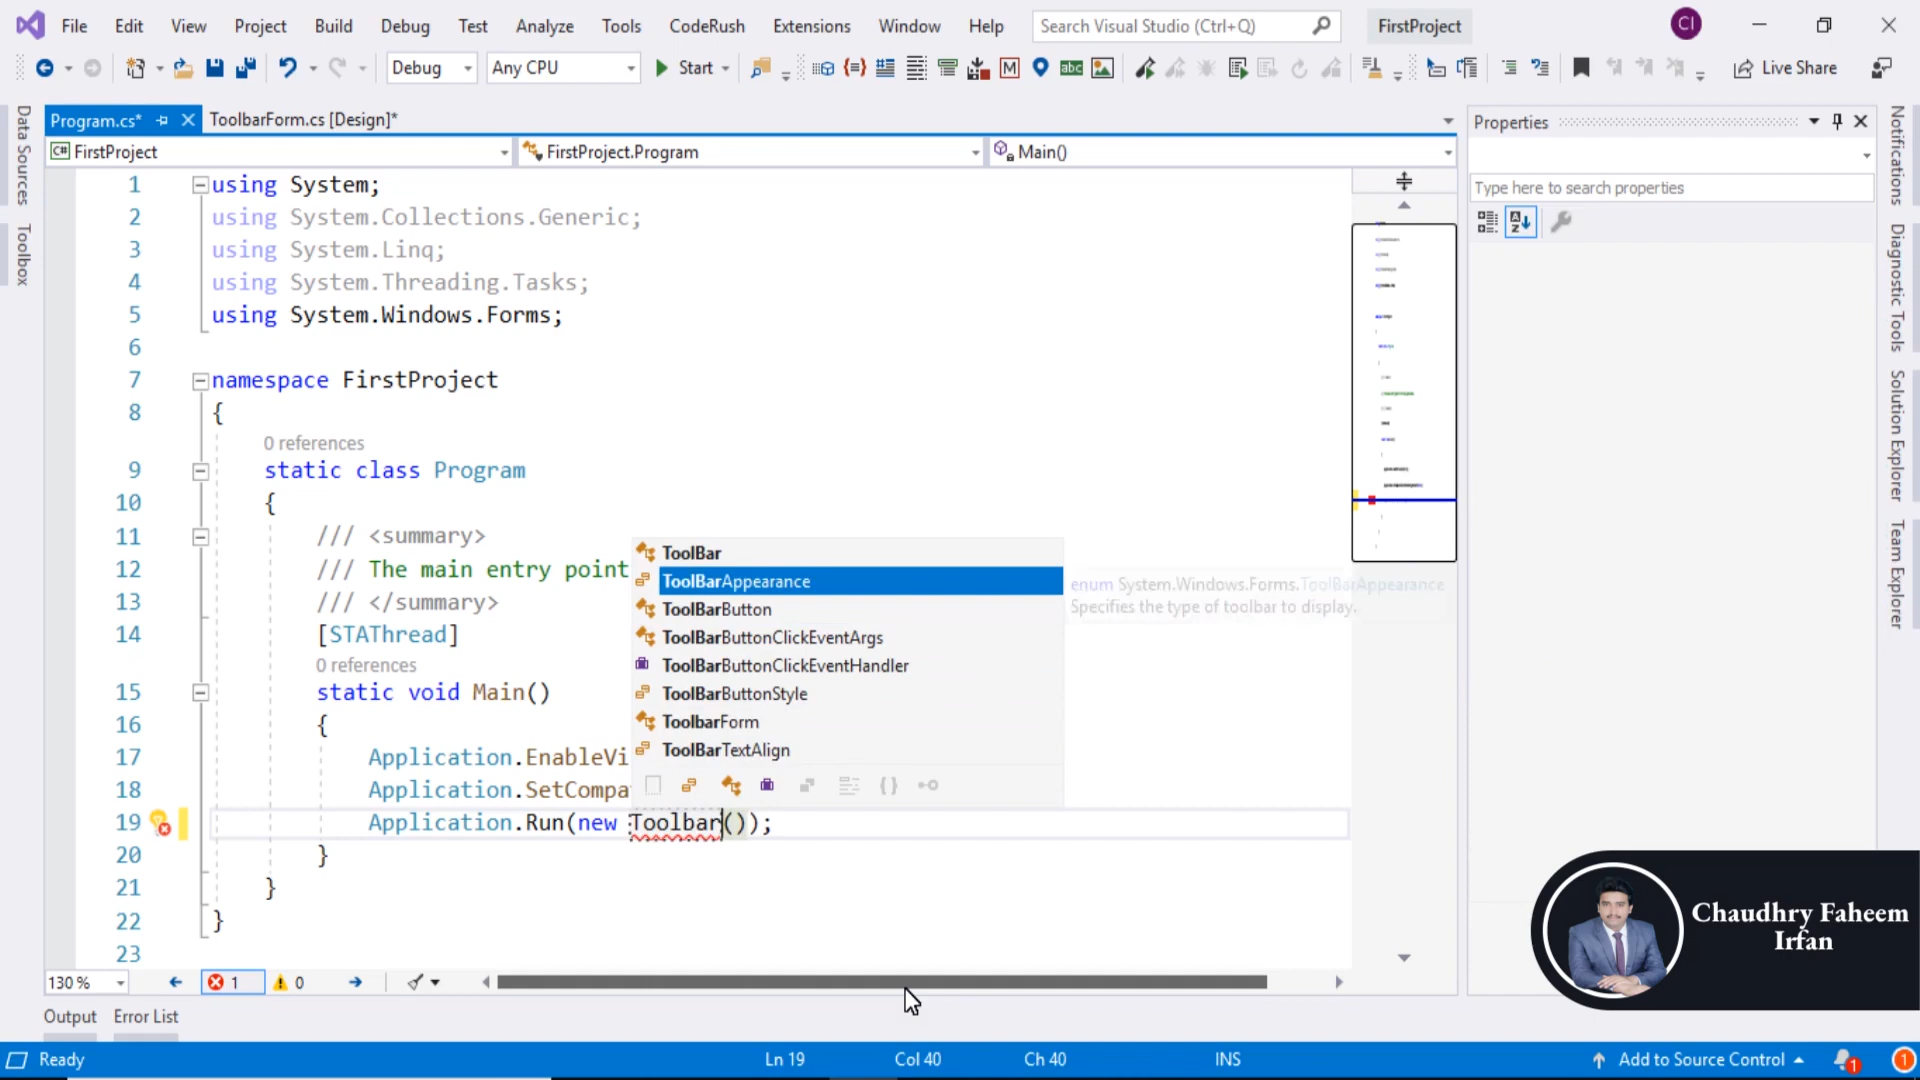 File Edit View Project Build Debug Test Analyze Tools CodeRush Extensions Window Help Search Visual Studio (Ctrl+Q) FirstProject CI
Debug Any CPU Start Live Share
Program.cs* ToolbarForm.cs [Design]*
FirstProject FirstProject.Program Main()
Data Sources
Toolbox
1 using System;
2 using System.Collections.Generic;
3 using System.Linq;
4 using System.Threading.Tasks;
5 using System.Windows.Forms;
6
7 namespace FirstProject
8 {
0 references
9 static class Program
10 {
11 /// <summary>
12 /// The main entry point
13 /// </summary>
14 [STAThread]
0 references
15 static void Main()
16 {
17 Application.EnableVi
18 Application.SetCompa
19 Application.Run(new Toolbar());
20 }
21 }
22 }
23
ToolBar
ToolBarAppearance
ToolBarButton
ToolBarButtonClickEventArgs
ToolBarButtonClickEventHandler
ToolBarButtonStyle
ToolbarForm
ToolBarTextAlign
enum System.Windows.Forms.ToolBarAppearance
Specifies the type of toolbar to display.
Properties
Type here to search properties
Notifications
Diagnostic Tools
Solution Explorer
Team Explorer
Chaudhry Faheem
Irfan
130 % 1 0
Output Error List
Ready Ln 19 Col 40 Ch 40 INS Add to Source Control 1 1